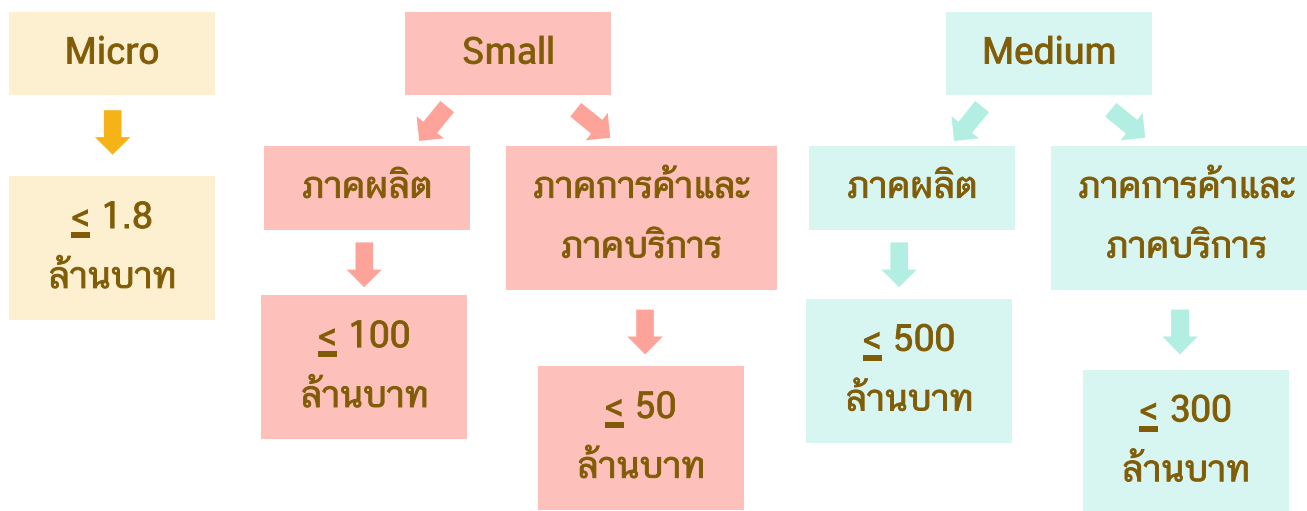 Micro
≤ 1.8
ล้านบาท
Small
ภาคผลิต
≤ 100
ล้านบาท
ภาคการค้าและ
ภาคบริการ
≤ 50
ล้านบาท
Medium
ภาคผลิต
≤ 500
ล้านบาท
ภาคการค้าและ
ภาคบริการ
≤ 300
ล้านบาท